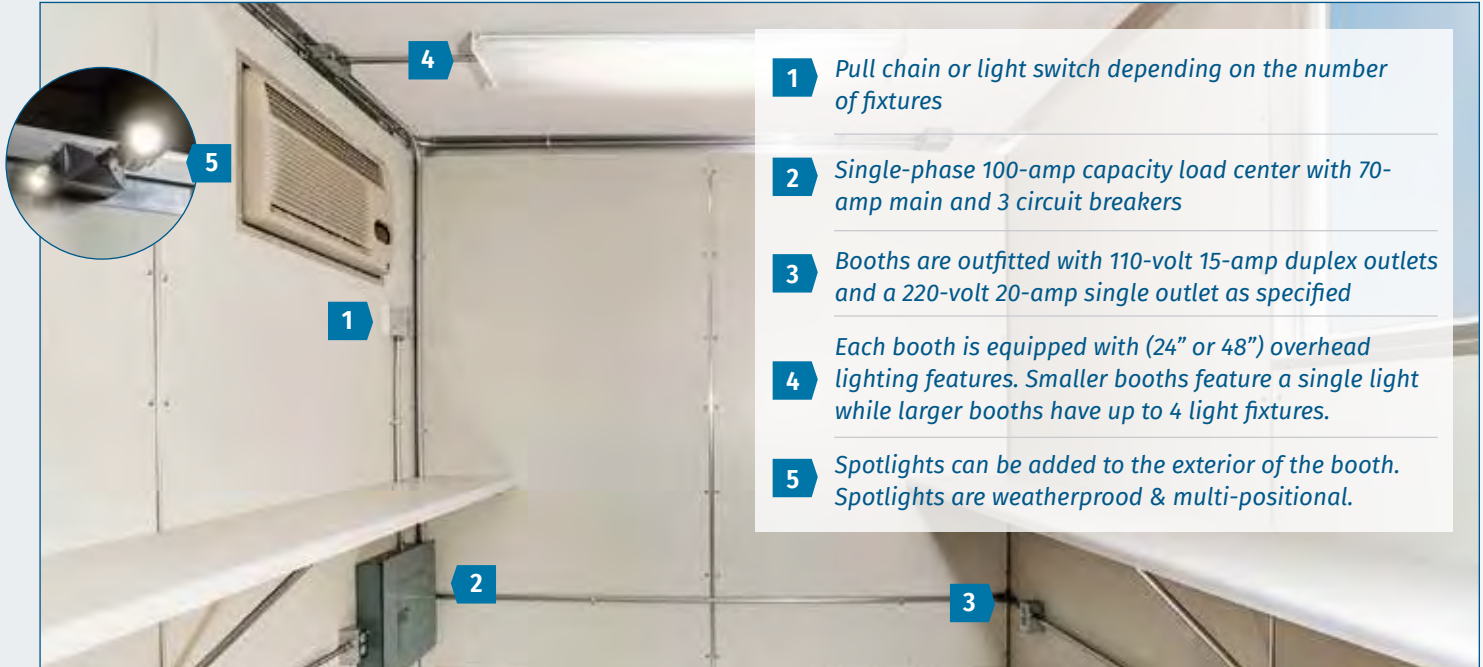 4
5
1
2
3
1
Pull chain or light switch depending on the number
of fixtures
2
Single-phase 100-amp capacity load center with 70-
amp main and 3 circuit breakers
3
Booths are outfitted with 110-volt 15-amp duplex outlets
and a 220-volt 20-amp single outlet as specified
4
Each booth is equipped with (24” or 48”) overhead
lighting features. Smaller booths feature a single light
while larger booths have up to 4 light fixtures.
5
Spotlights can be added to the exterior of the booth.
Spotlights are weatherprood & multi-positional.